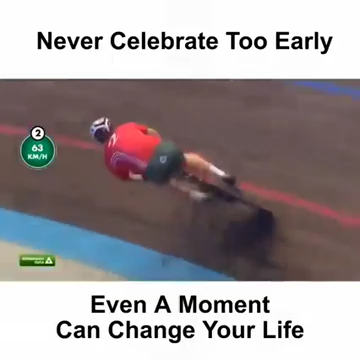 Never Celebrate Too Early
2
63
KM/H
Even A Moment
Can Change Your Life